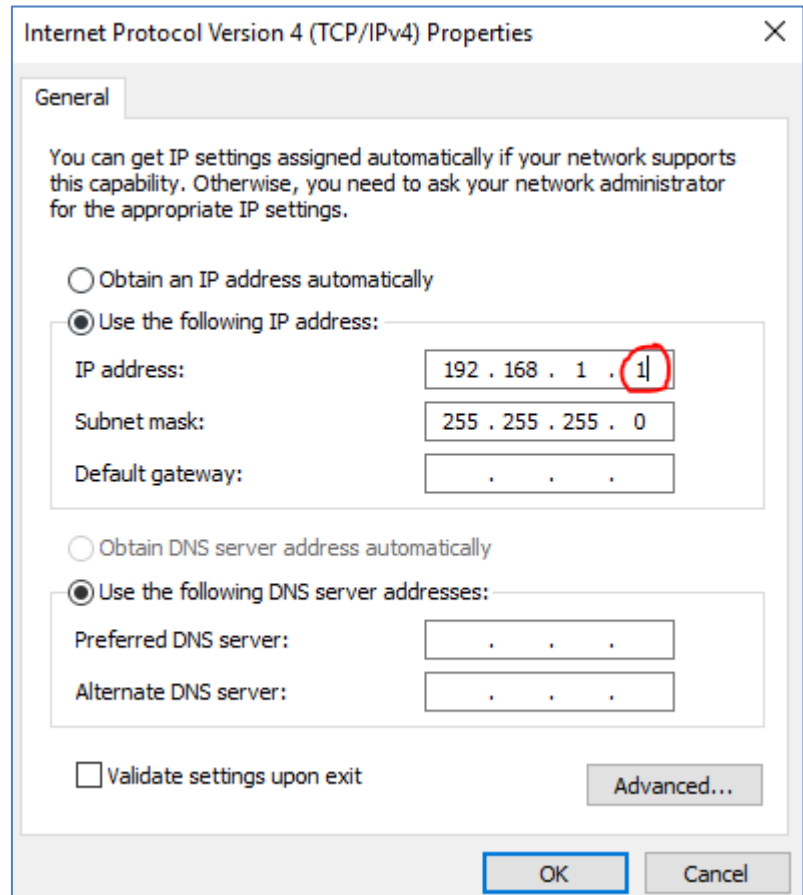 Internet Protocol Version 4 (TCP/IPv4) Properties
General
You can get IP settings assigned automatically if your network supports
this capability. Otherwise, you need to ask your network administrator
for the appropriate IP settings.
Obtain an IP address automatically
Use the following IP address:
IP address: 192 . 168 . 1 . 1
Subnet mask: 255 . 255 . 255 . 0
Default gateway: . . .
Obtain DNS server address automatically
Use the following DNS server addresses:
Preferred DNS server: . . .
Alternate DNS server: . . .
Validate settings upon exit
Advanced...
OK Cancel